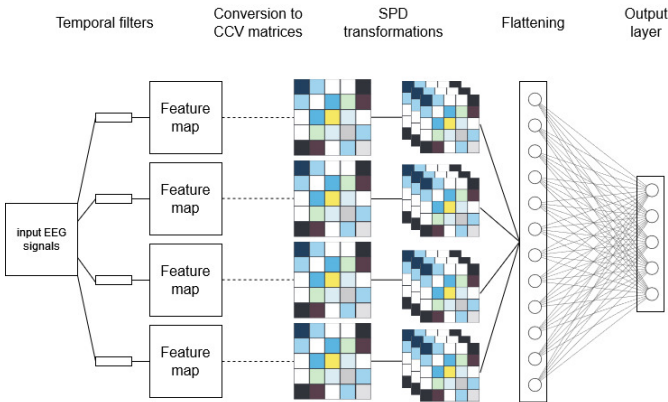 Temporal filters
Conversion to
CCV matrices
SPD
transformations
Flattening
Output
layer
input EEG
signals
Feature
map
Feature
map
Feature
map
Feature
map